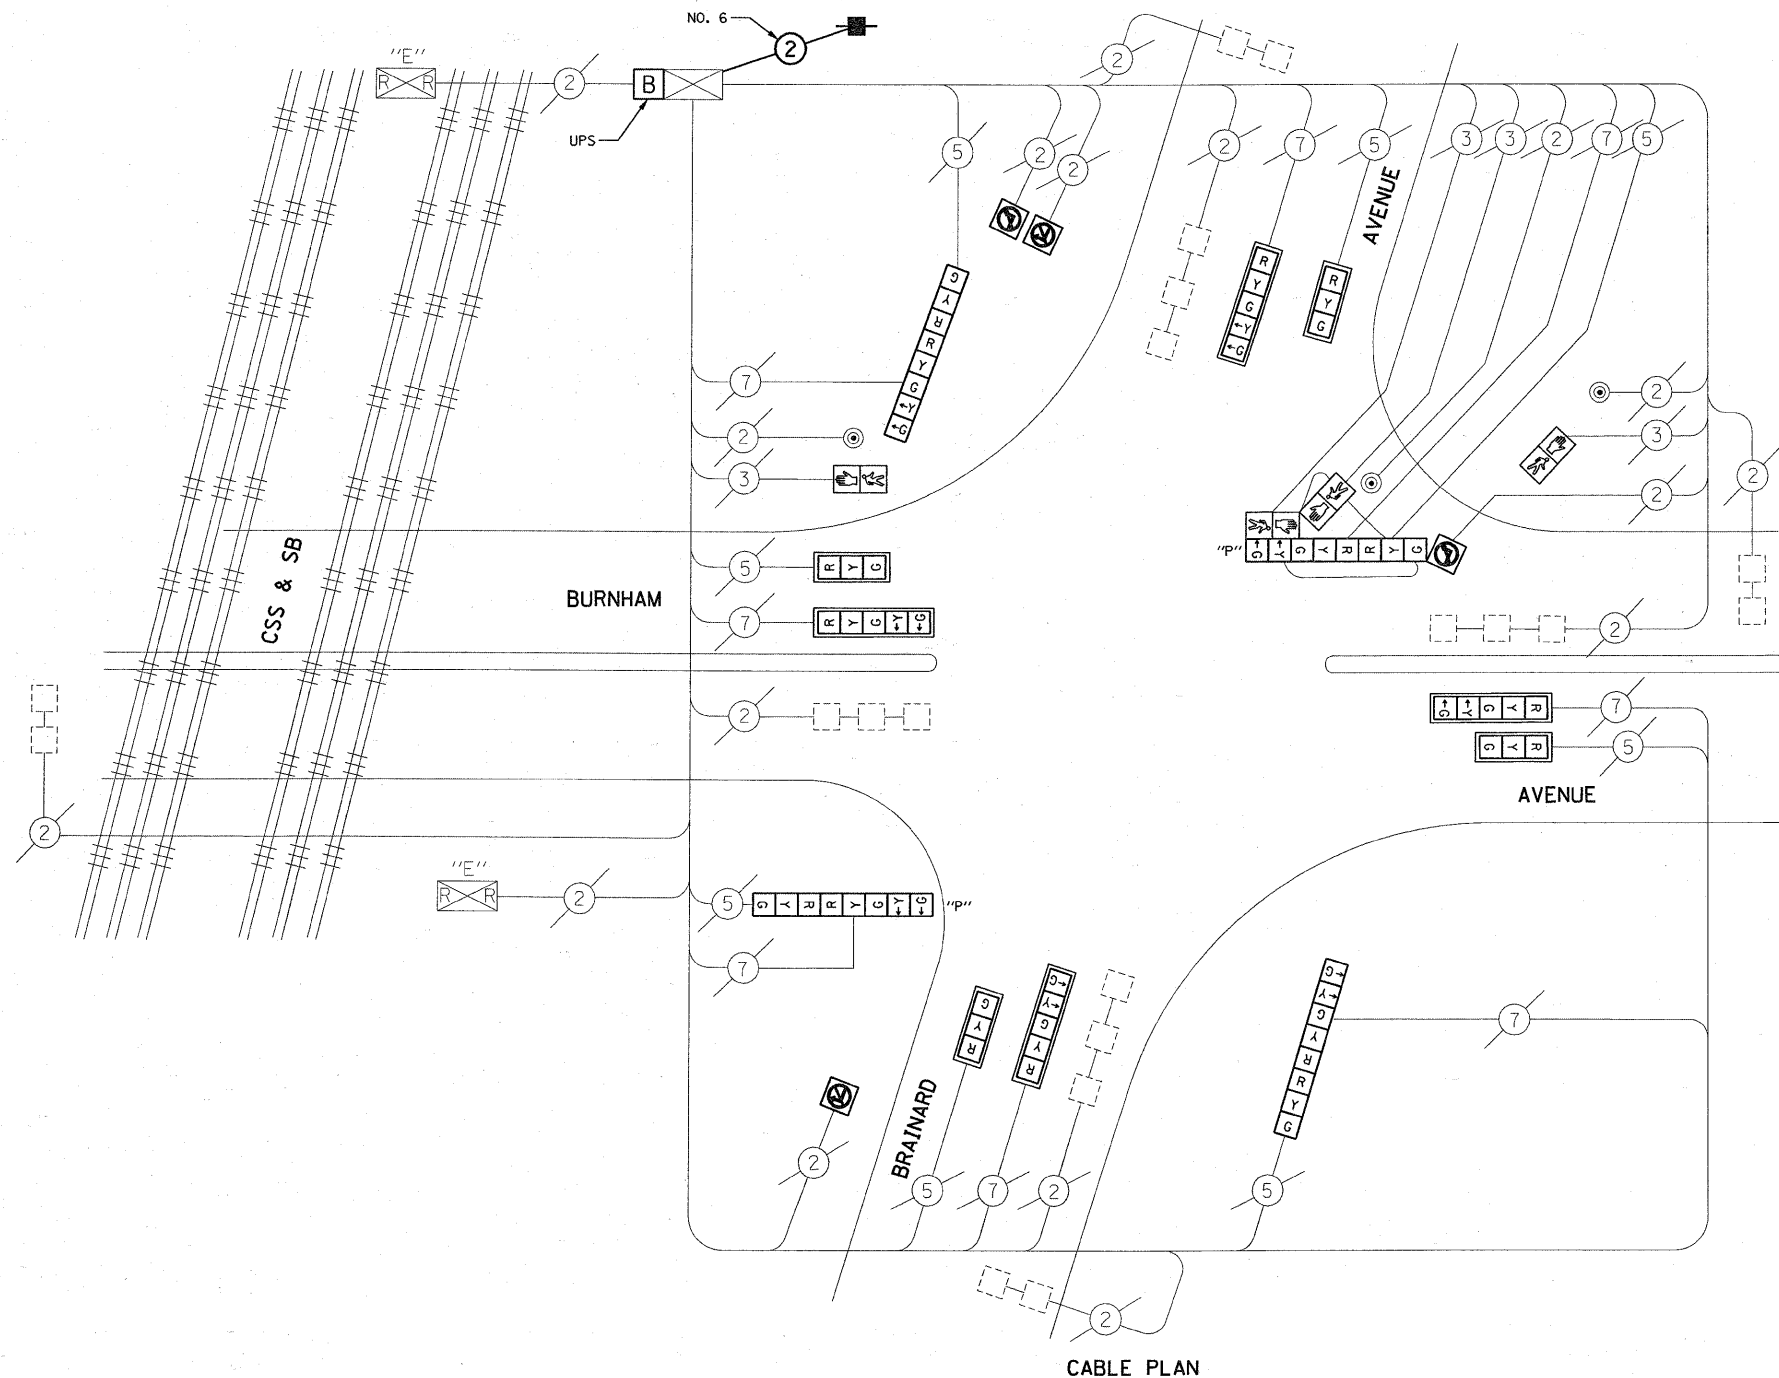 NO. 6
2
"E"
R R
2
B
UPS
2
5
2
2
2
7
5
3
3
2
7
5
AVENUE
G Y R R Y G Y G
R Y G Y G
R Y G
7
2
3
2
3
2
2
"P"
G Y G Y R R Y G
CSS & SB
BURNHAM
5
R Y G
7
R Y G Y G
2
2
2
G Y G Y R
7
G Y R
5
AVENUE
2
"E"
R R
2
5
G Y R R Y G Y G
"P"
7
BRAINARD
G Y R
G Y G Y R
G Y G Y R R Y G
7
2
5
7
2
5
2
CABLE PLAN